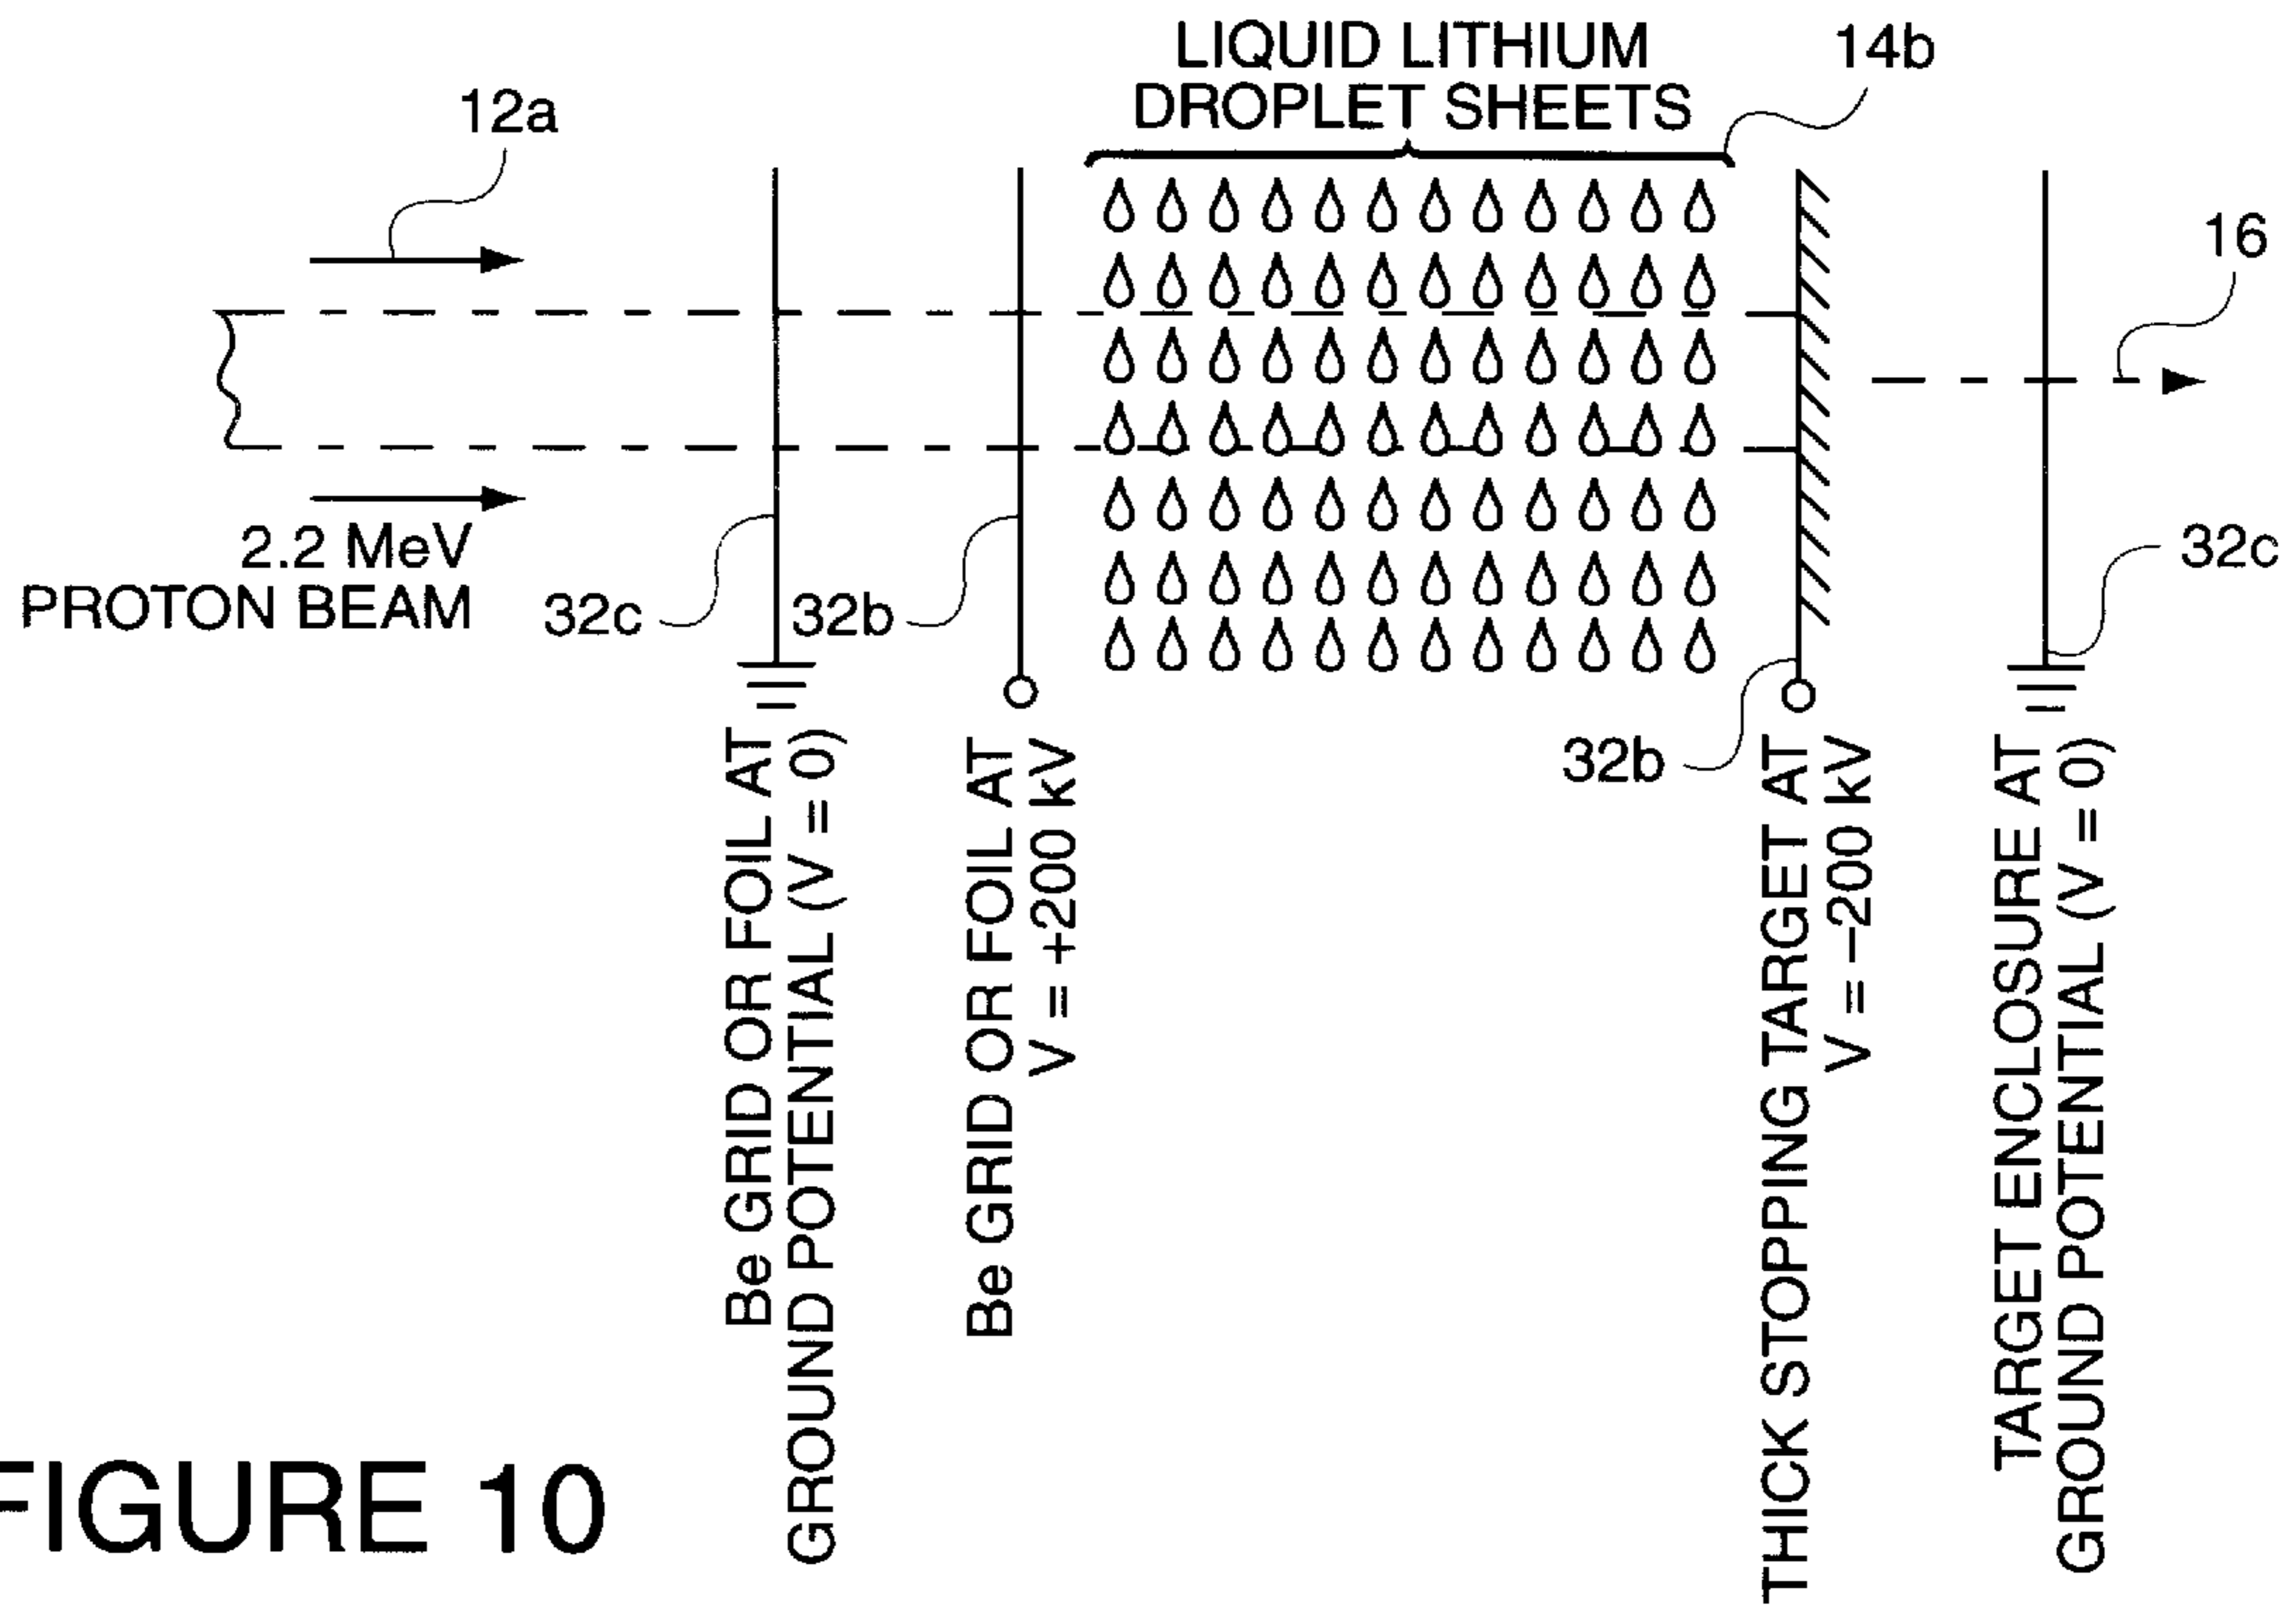 LIQUID LITHIUM
DROPLET SHEETS
14b
12a
16
2.2 MeV
PROTON BEAM
32c
32b
32c
32b
Be GRID OR FOIL AT
GROUND POTENTIAL (V = 0)
Be GRID OR FOIL AT
V = +200 kV
THICK STOPPING TARGET AT
V = –200 kV
TARGET ENCLOSURE AT
GROUND POTENTIAL (V = 0)
FIGURE 10